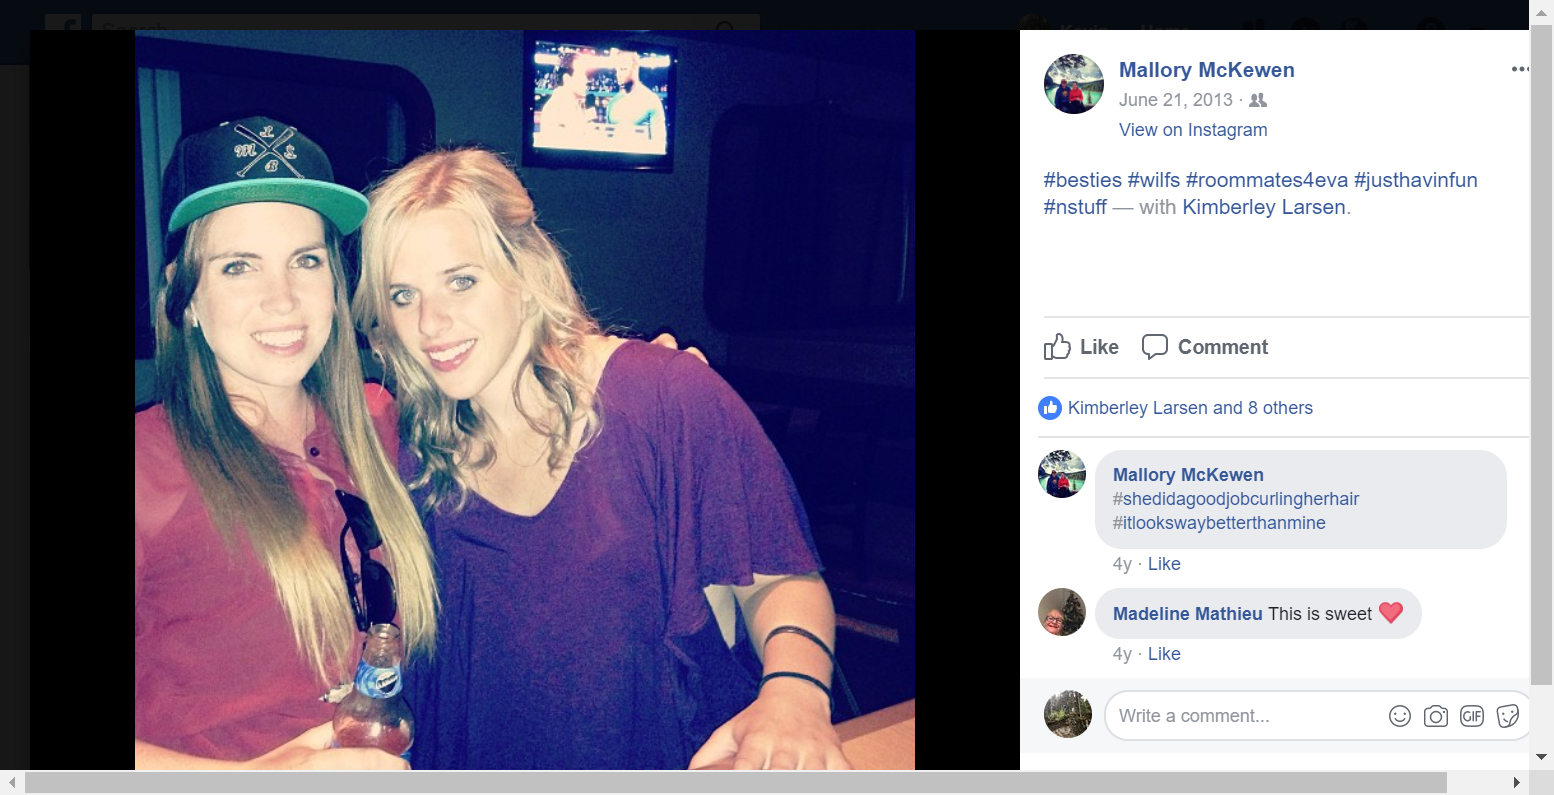 Search
Mallory McKewen
June 21, 2013 ·
View on Instagram
#besties #wilfs #roommates4eva #justhavinfun
#nstuff — with Kimberley Larsen.
Like Comment
Kimberley Larsen and 8 others
Mallory McKewen
#shedidagoodjobcurlingherhair
#itlookswaybetterthanmine
4y · Like
Madeline Mathieu This is sweet ❤
4y · Like
Write a comment...
GIF
L
M S
B